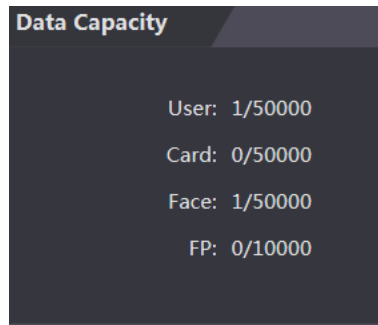 Data Capacity
User: 1/50000
Card: 0/50000
Face: 1/50000
FP: 0/10000